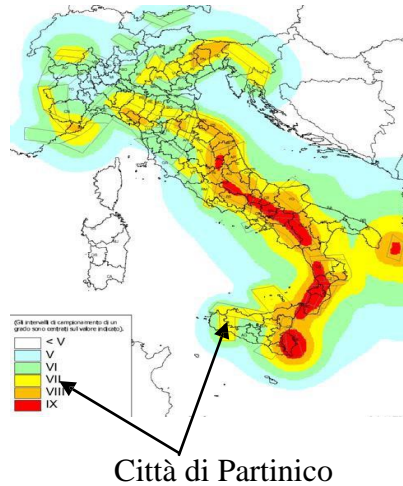 (Gli intervalli di campionamento di un
grado sono centrati sul valore indicato).
< V
V
VI
VII
VIII
IX
Città di Partinico